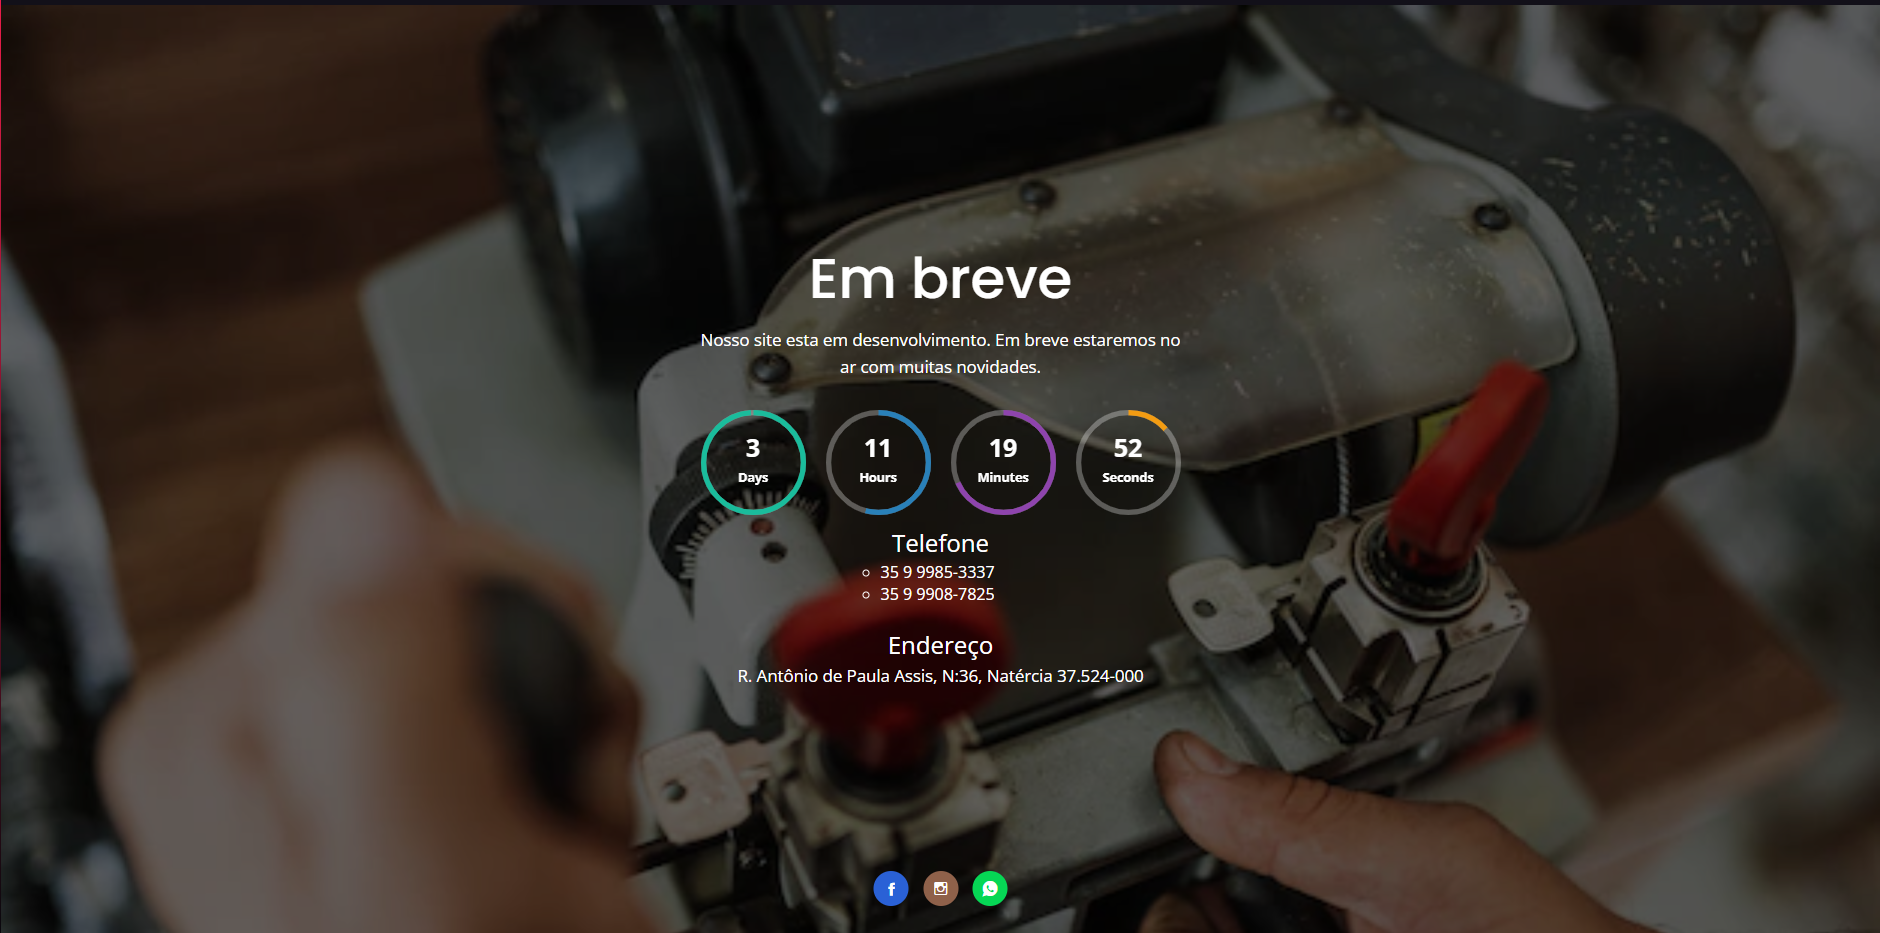 Em breve
Nosso site esta em desenvolvimento. Em breve estaremos no
ar com muitas novidades.
3 11 19 52
Days Hours Minutes Seconds
Telefone
35 9 9985-3337
35 9 9908-7825
Endereço
R. Antônio de Paula Assis, N:36, Natércia 37.524-000